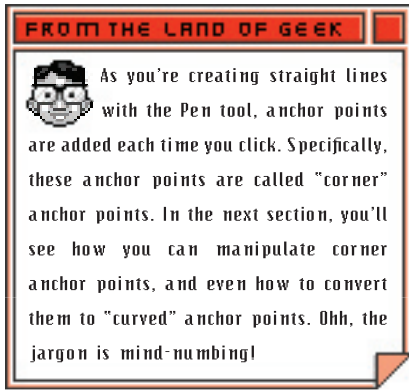 FROM THE LAND OF GEEK
As you're creating straight lines
with the Pen tool, anchor points
are added each time you click. Specifically,
these anchor points are called "corner"
anchor points. In the next section, you'll
see how you can manipulate corner
anchor points, and even how to convert
them to "curved" anchor points. Ohh, the
jargon is mind-numbing!